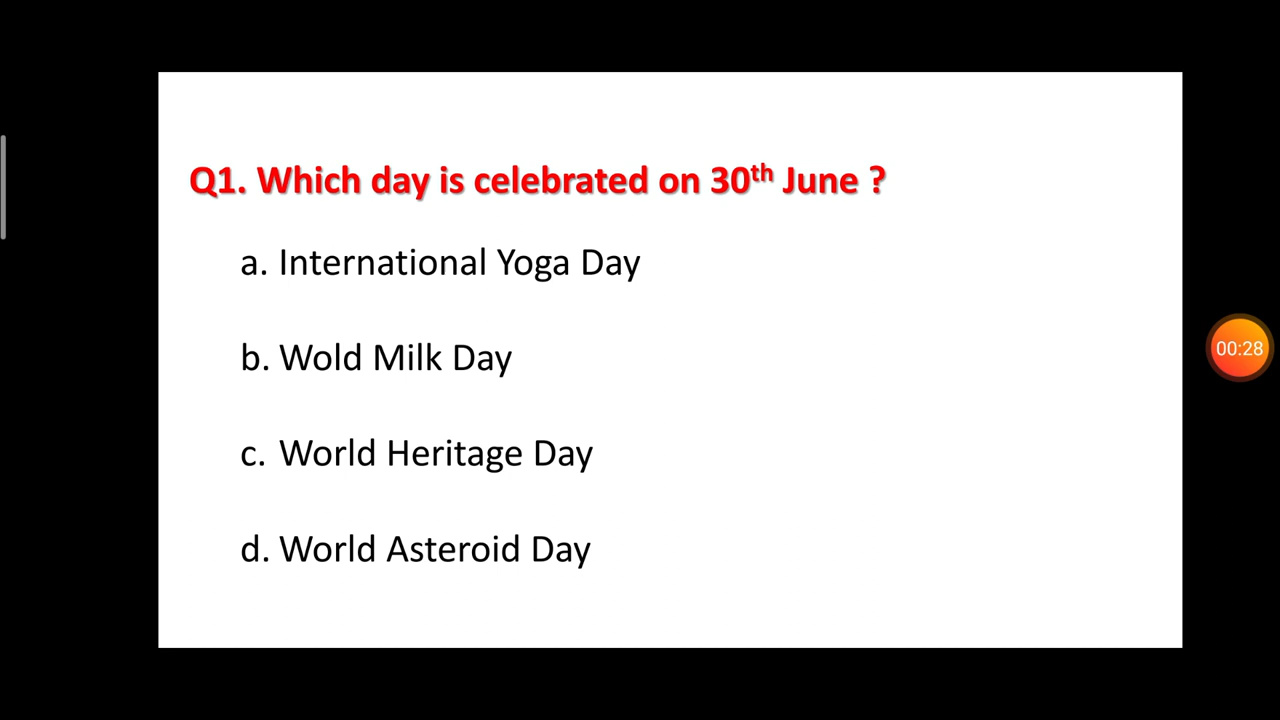 Q1. Which day is celebrated on 30th June ?
a. International Yoga Day
b. Wold Milk Day
c. World Heritage Day
00:28
d. World Asteroid Day